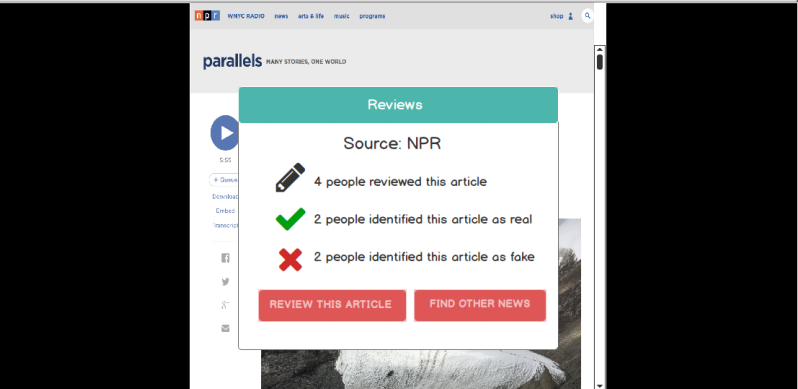 npr WNYC RADIO news arts & life music programs shop
parallels MANY STORIES, ONE WORLD
Reviews
Source: NPR
5:55
4 people reviewed this article
+ Queue
Download
Embed
2 people identified this article as real
Transcript
2 people identified this article as fake
REVIEW THIS ARTICLE FIND OTHER NEWS